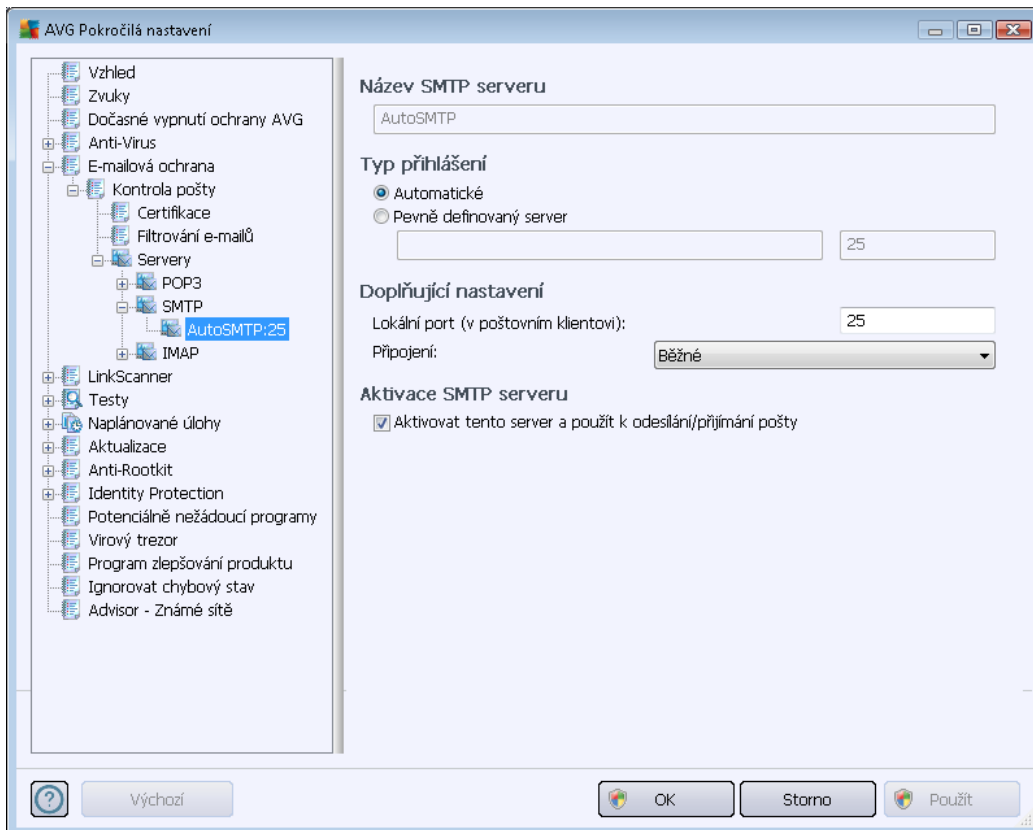 AVG Pokročilá nastavení
Vzhled
Zvuky
Dočasné vypnutí ochrany AVG
Anti-Virus
E-mailová ochrana
Kontrola pošty
Certifikace
Filtrování e-mailů
Servery
POP3
SMTP
AutoSMTP:25
IMAP
LinkScanner
Testy
Naplánované úlohy
Aktualizace
Anti-Rootkit
Identity Protection
Potenciálně nežádoucí programy
Virový trezor
Program zlepšování produktu
Ignorovat chybový stav
Advisor - Známé sítě
Název SMTP serveru
AutoSMTP
Typ přihlášení
Automatické
Pevně definovaný server
25
Doplňující nastavení
Lokální port (v poštovním klientovi): 25
Připojení: Běžné
Aktivace SMTP serveru
Aktivovat tento server a použít k odesílání/přijímání pošty
? Výchozí OK Storno Použít